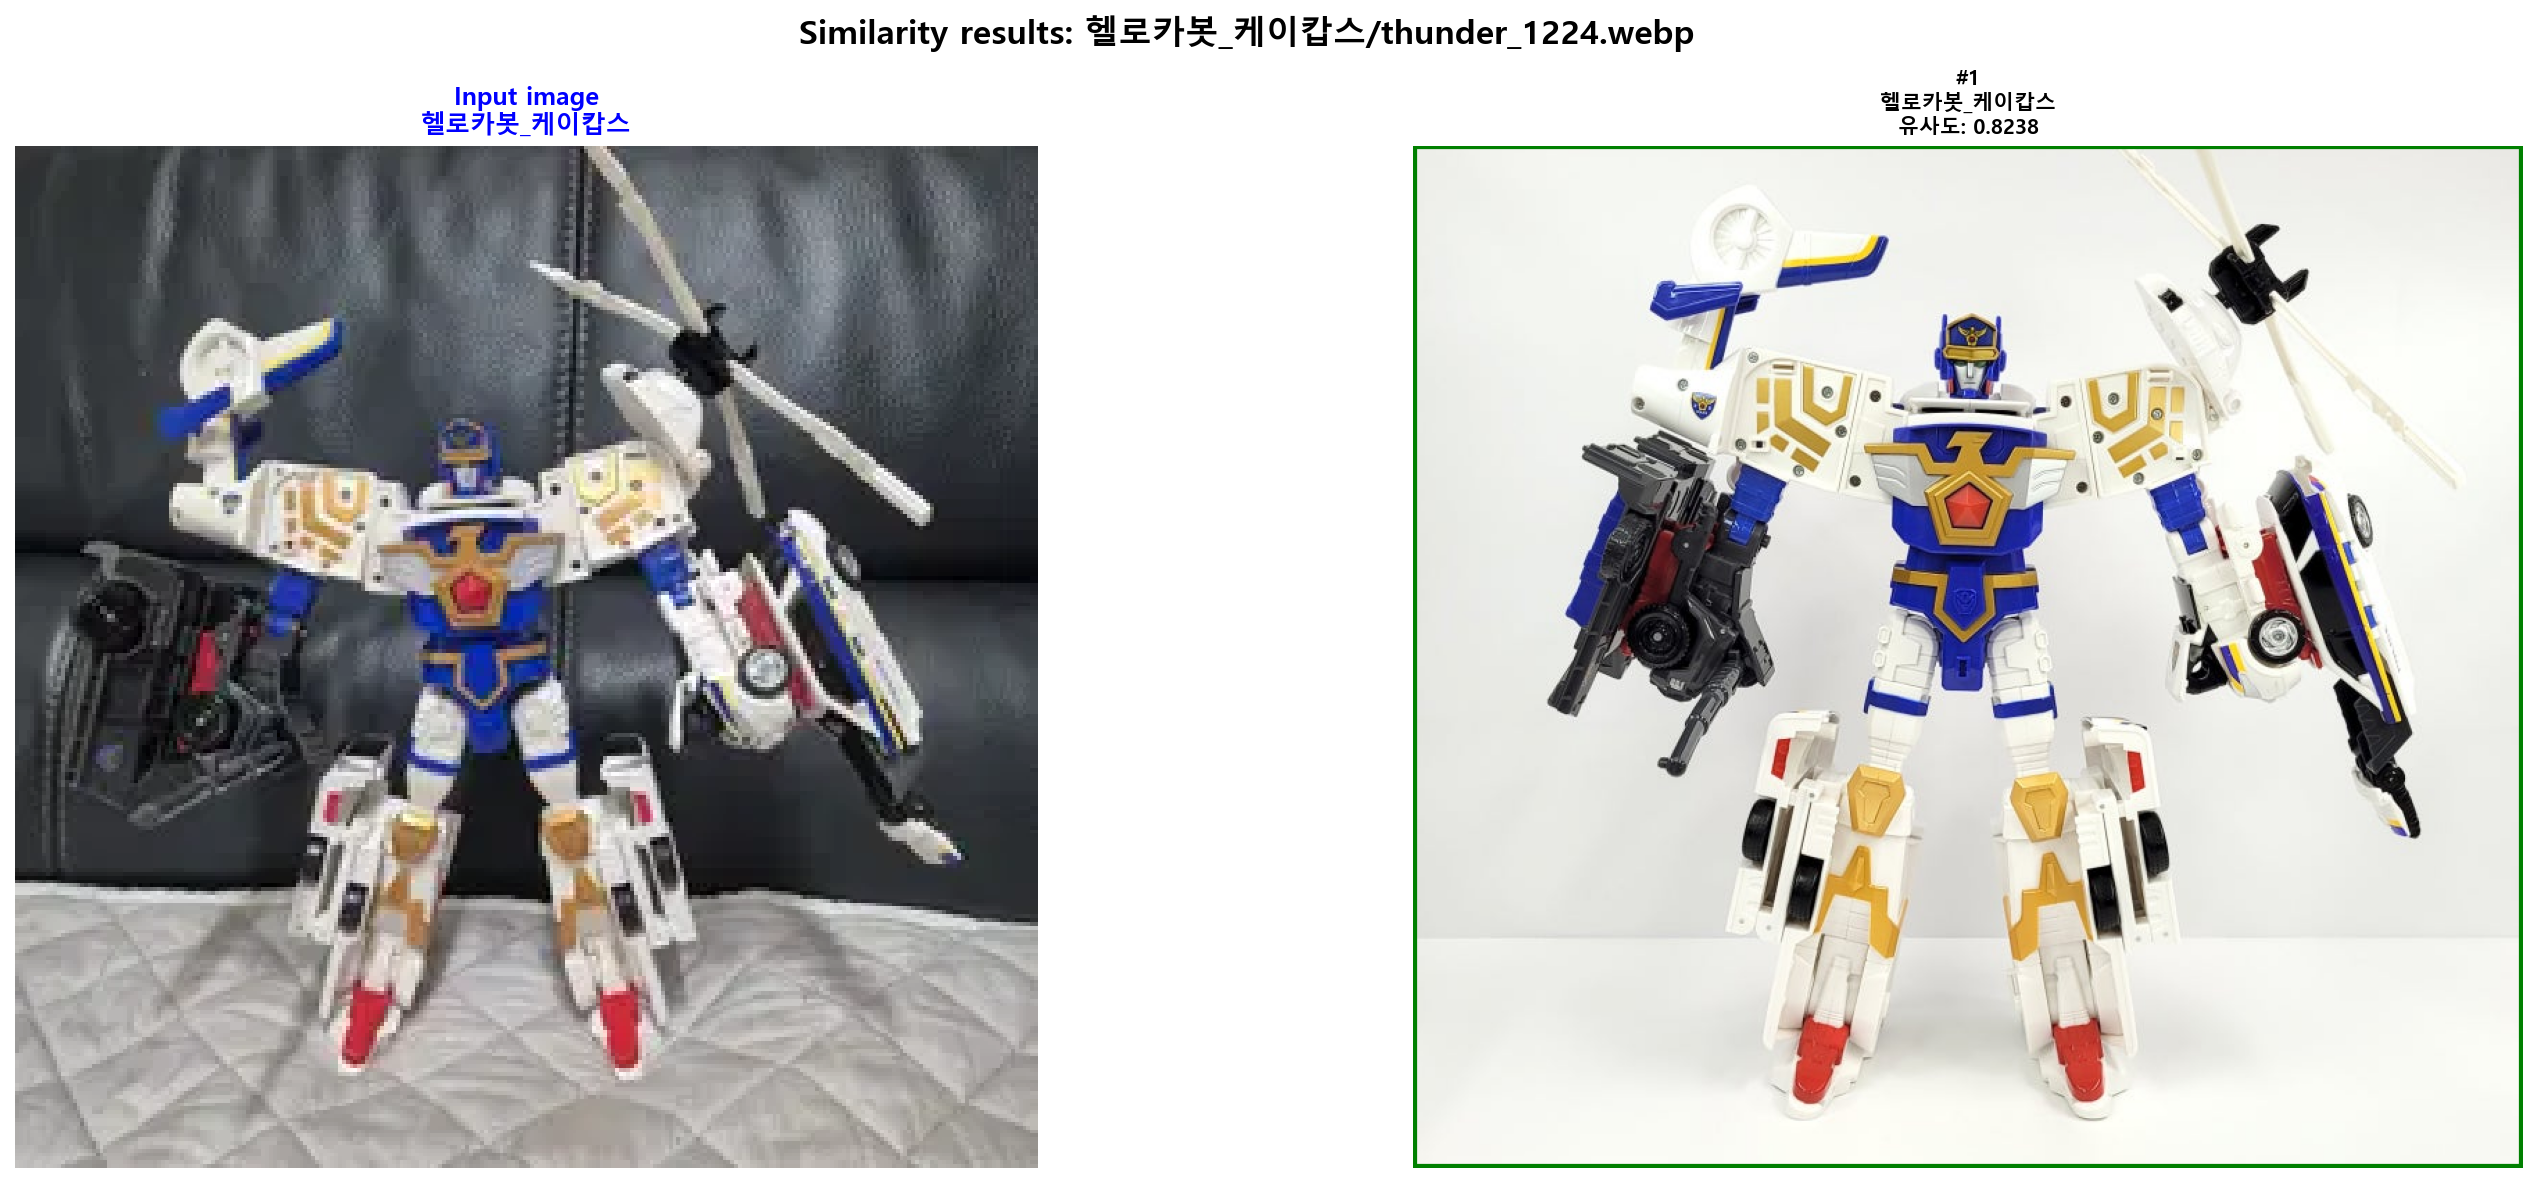 Similarity results: 헬로카봇_케이캅스/thunder_1224.webp
Input image
헬로카봇_케이캅스
#1
헬로카봇_케이캅스
유사도: 0.8238